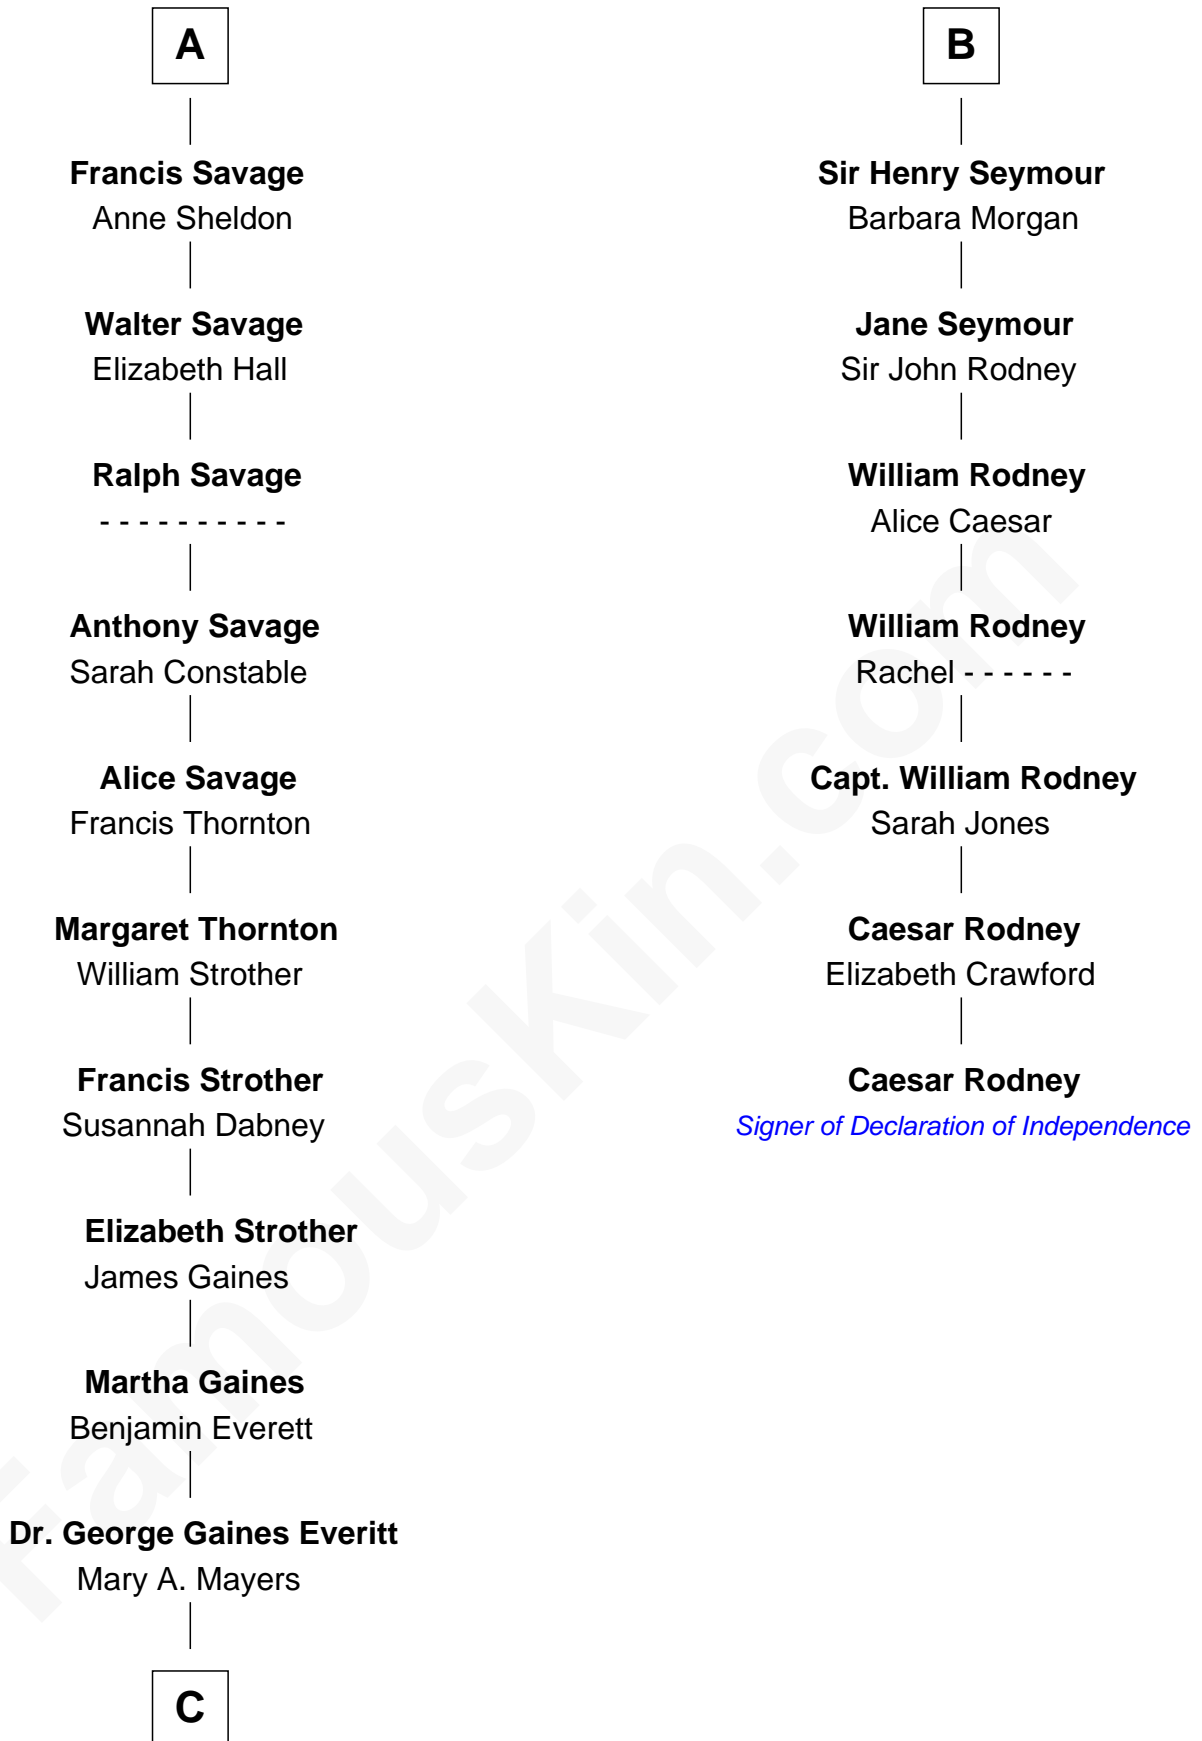 A
Francis Savage
Anne Sheldon
Walter Savage
Elizabeth Hall
Ralph Savage
- - - - - - - - - -
Anthony Savage
Sarah Constable
Alice Savage
Francis Thornton
Margaret Thornton
William Strother
Francis Strother
Susannah Dabney
Elizabeth Strother
James Gaines
Martha Gaines
Benjamin Everett
Dr. George Gaines Everitt
Mary A. Mayers
C
B
Sir Henry Seymour
Barbara Morgan
Jane Seymour
Sir John Rodney
William Rodney
Alice Caesar
William Rodney
Rachel - - - - - -
Capt. William Rodney
Sarah Jones
Caesar Rodney
Elizabeth Crawford
Caesar Rodney
Signer of Declaration of Independence
FamousKin.com